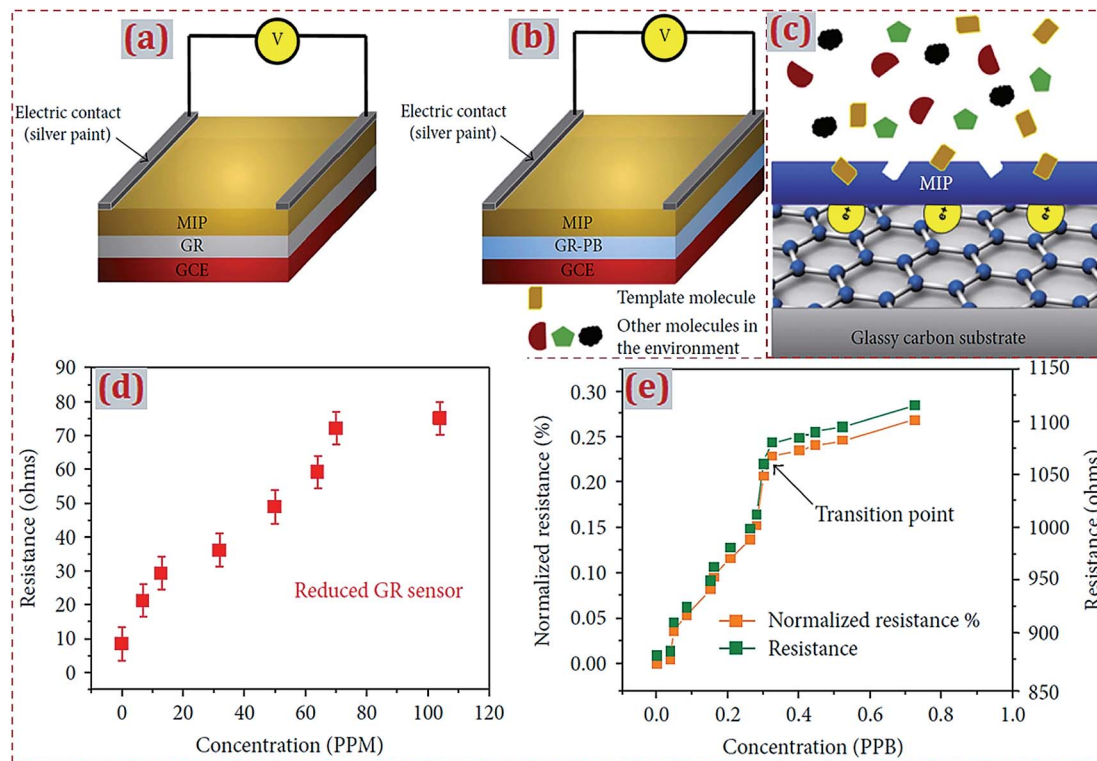 (a)
V
Electric contact
(silver paint)
MIP
GR
GCE
(b)
V
Electric contact
(silver paint)
MIP
GR-PB
GCE
Template molecule
Other molecules in
the environment
(c)
MIP
e+
e+
e+
Glassy carbon substrate
(d)
Resistance (ohms)
90
80
70
60
50
40
30
20
10
0
Reduced GR sensor
0 20 40 60 80 100 120
Concentration (PPM)
(e)
Normalized resistance (%)
0.30
0.25
0.20
0.15
0.10
0.05
0.00
Transition point
Normalized resistance %
Resistance
1150
1100
1050
1000
950
900
850
Resistance (ohms)
0.0 0.2 0.4 0.6 0.8 1.0
Concentration (PPB)